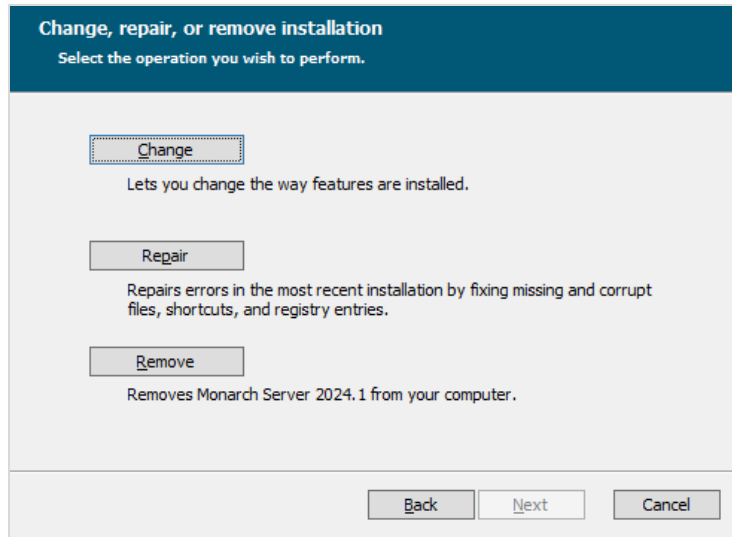 Change, repair, or remove installation
Select the operation you wish to perform.
Change
Lets you change the way features are installed.
Repair
Repairs errors in the most recent installation by fixing missing and corrupt
files, shortcuts, and registry entries.
Remove
Removes Monarch Server 2024.1 from your computer.
Back Next Cancel